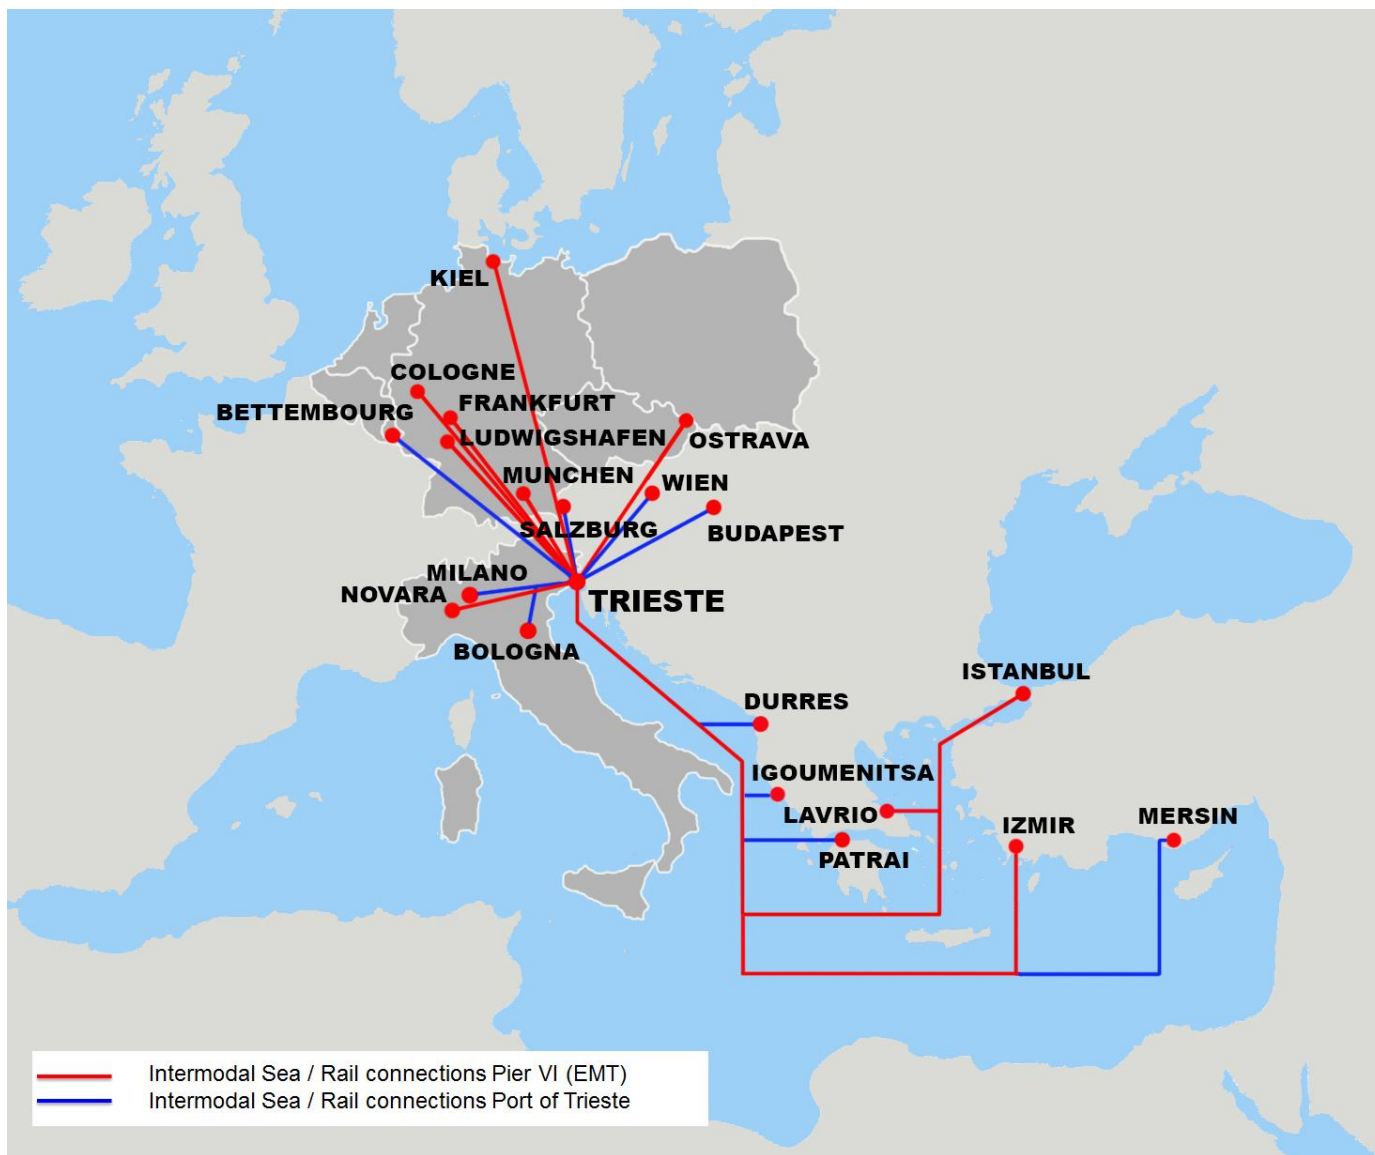 KIEL
COLOGNE
FRANKFURT
BETTEMBOURG
LUDWIGSHAFEN
OSTRAVA
MUNCHEN
WIEN
SALZBURG
BUDAPEST
MILANO
NOVARA
TRIESTE
BOLOGNA
ISTANBUL
DURRES
IGOUMENITSA
LAVRIO
IZMIR
MERSIN
PATRAI
Intermodal Sea / Rail connections Pier VI (EMT)
Intermodal Sea / Rail connections Port of Trieste